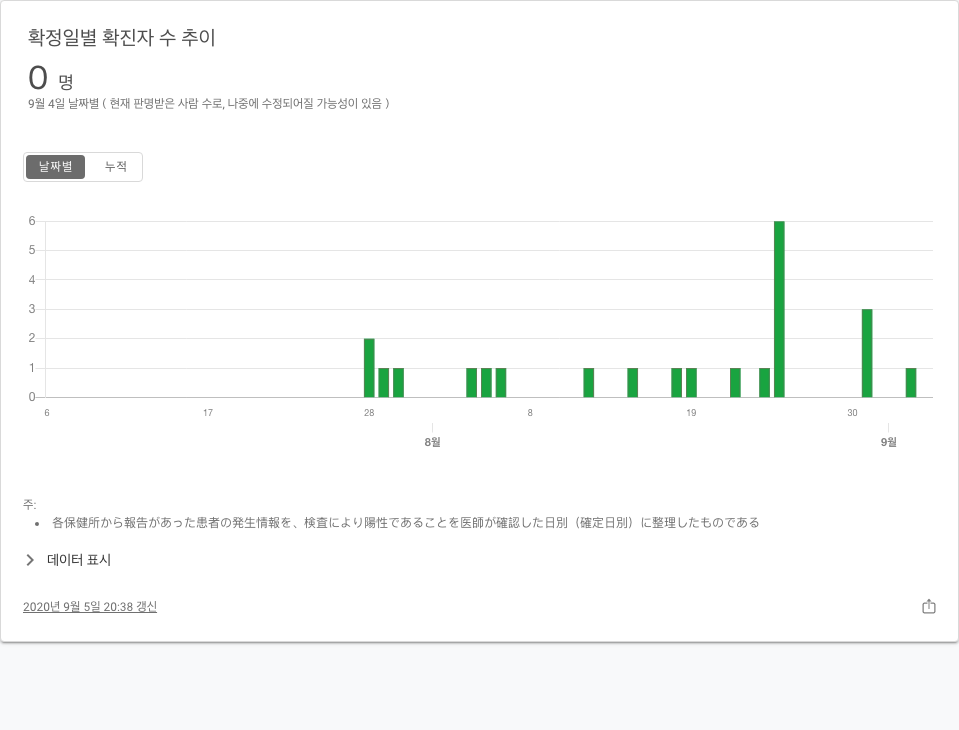 확정일별 확진자 수 추이
0 명
9월 4일 날짜별 ( 현재 판명받은 사람 수로, 나중에 수정되어질 가능성이 있음 )
날짜별 누적
6
5
4
3
2
1
0
6 17 28 8 19 30
8월 9월
주:
• 各保健所から報告があった患者の発生情報を、検査により陽性であることを医師が確認した日別（確定日別）に整理したものである
데이터 표시
2020년 9월 5일 20:38 갱신